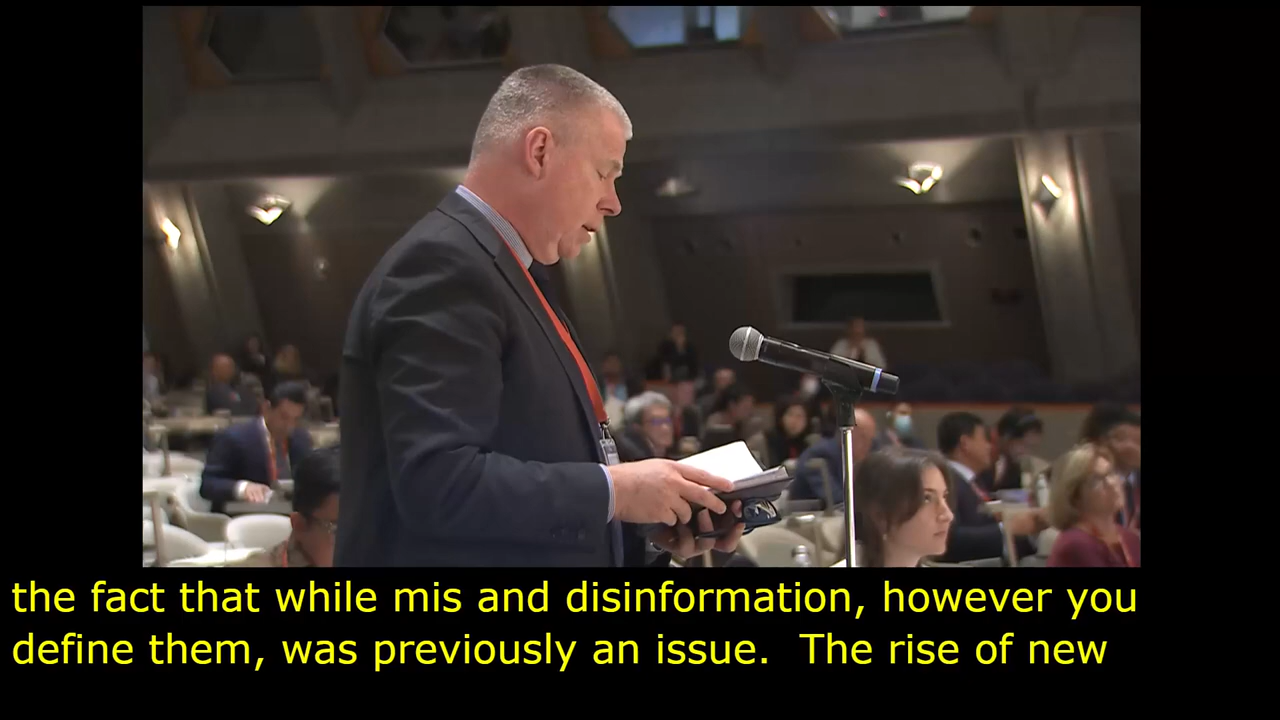 the fact that while mis and disinformation, however you
define them, was previously an issue.  The rise of new